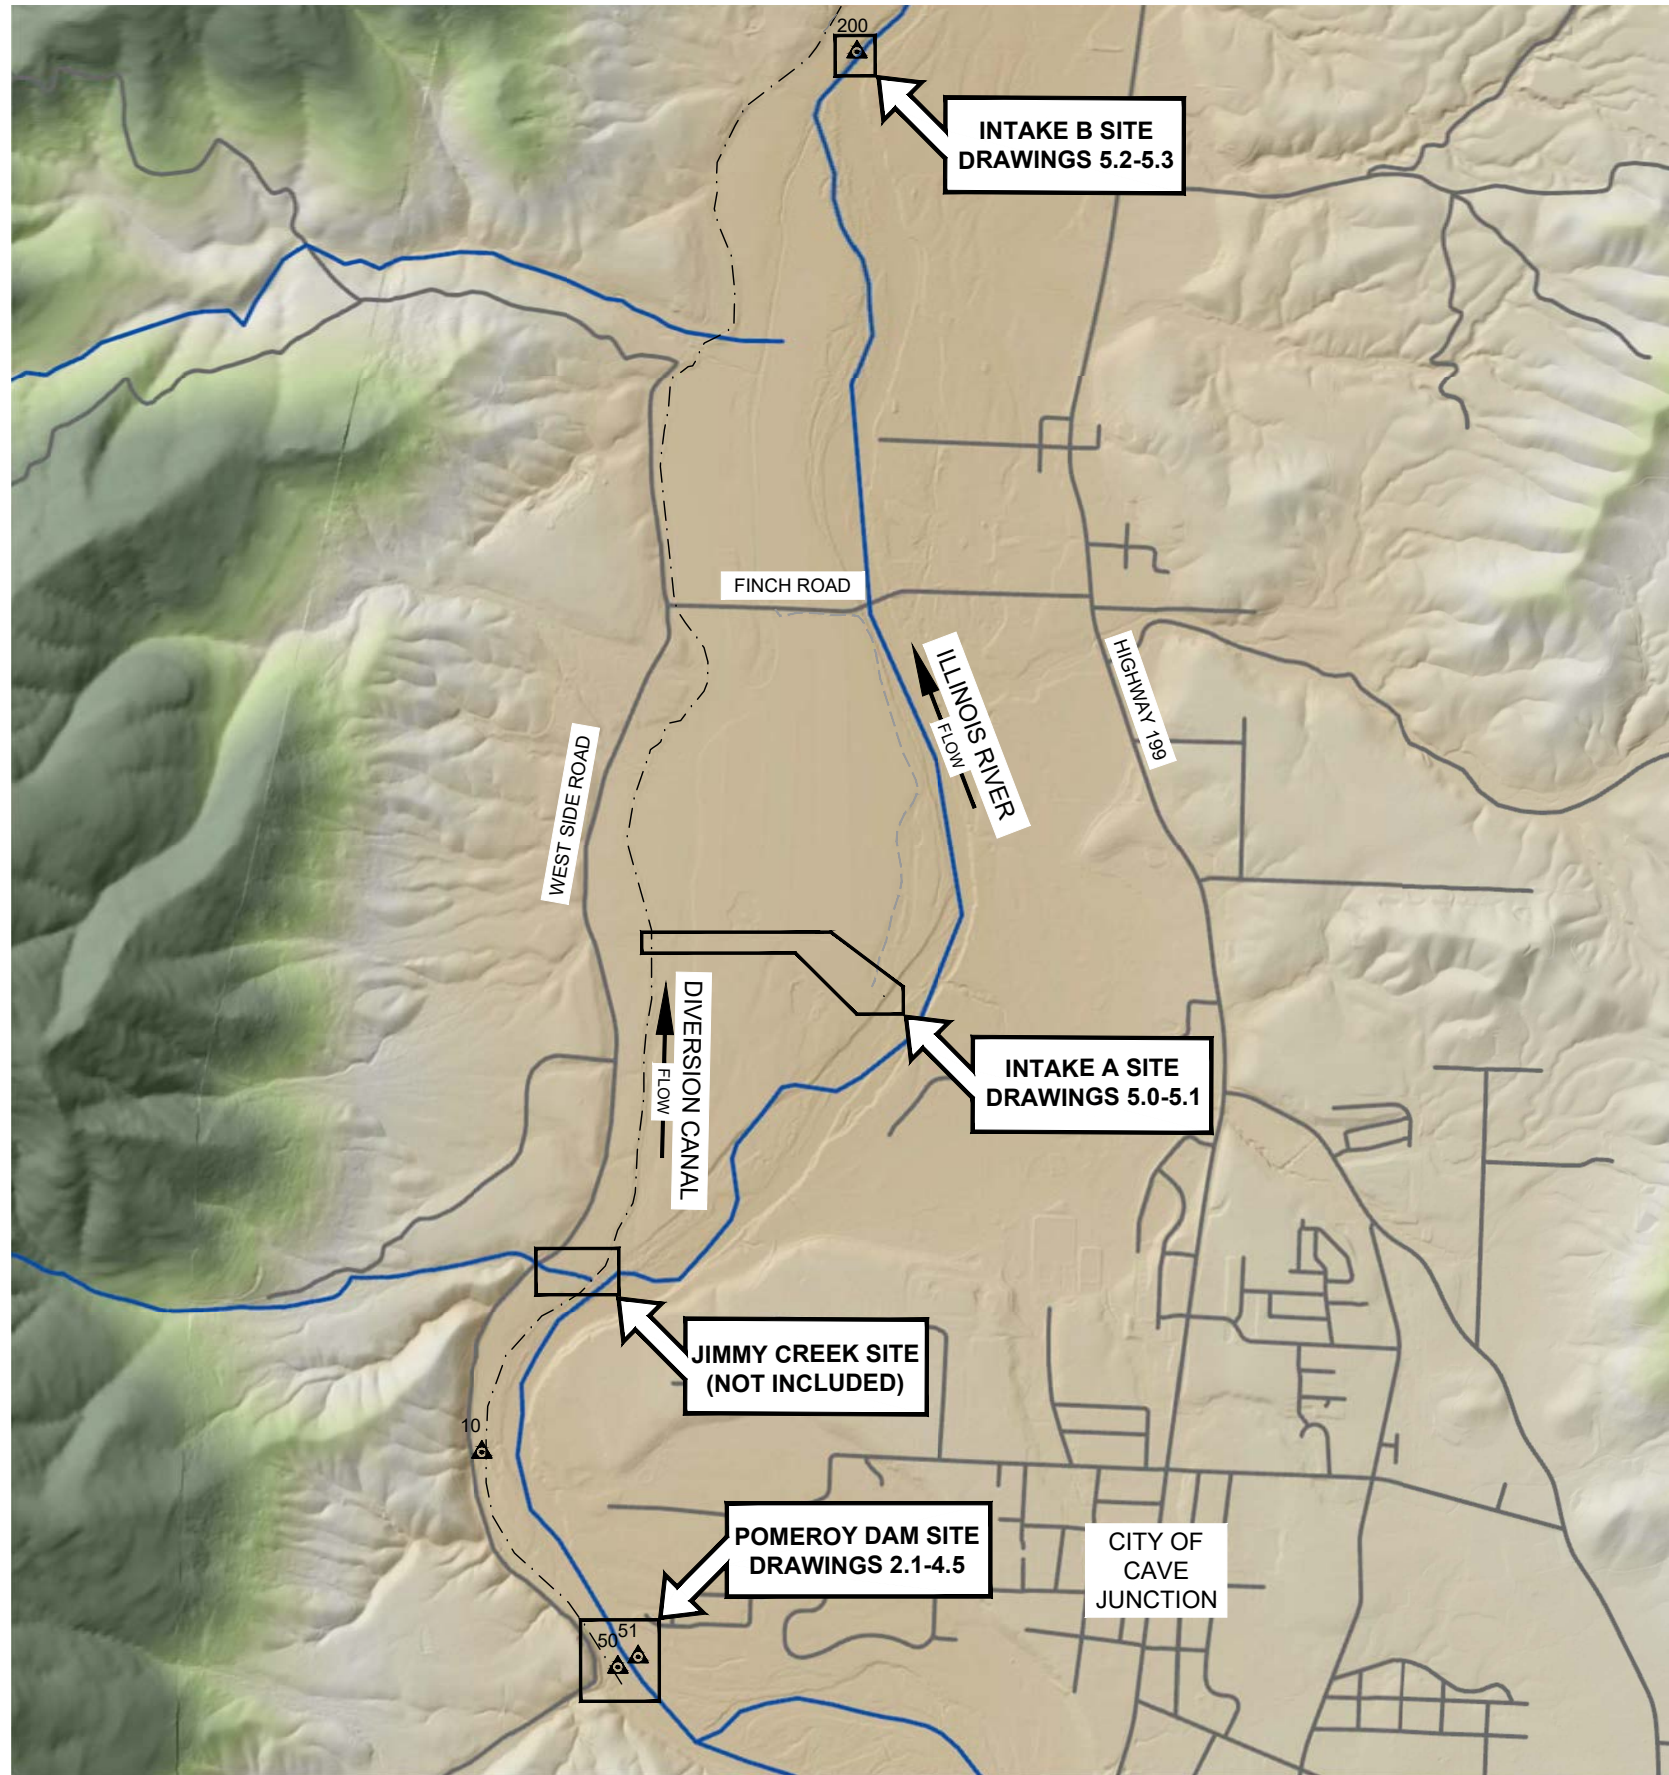 200
INTAKE B SITE
DRAWINGS 5.2-5.3
FINCH ROAD
ILLINOIS RIVER
FLOW
HIGHWAY 199
WEST SIDE ROAD
DIVERSION CANAL
FLOW
INTAKE A SITE
DRAWINGS 5.0-5.1
JIMMY CREEK SITE
(NOT INCLUDED)
10
POMEROY DAM SITE
DRAWINGS 2.1-4.5
CITY OF
CAVE
JUNCTION
51
50